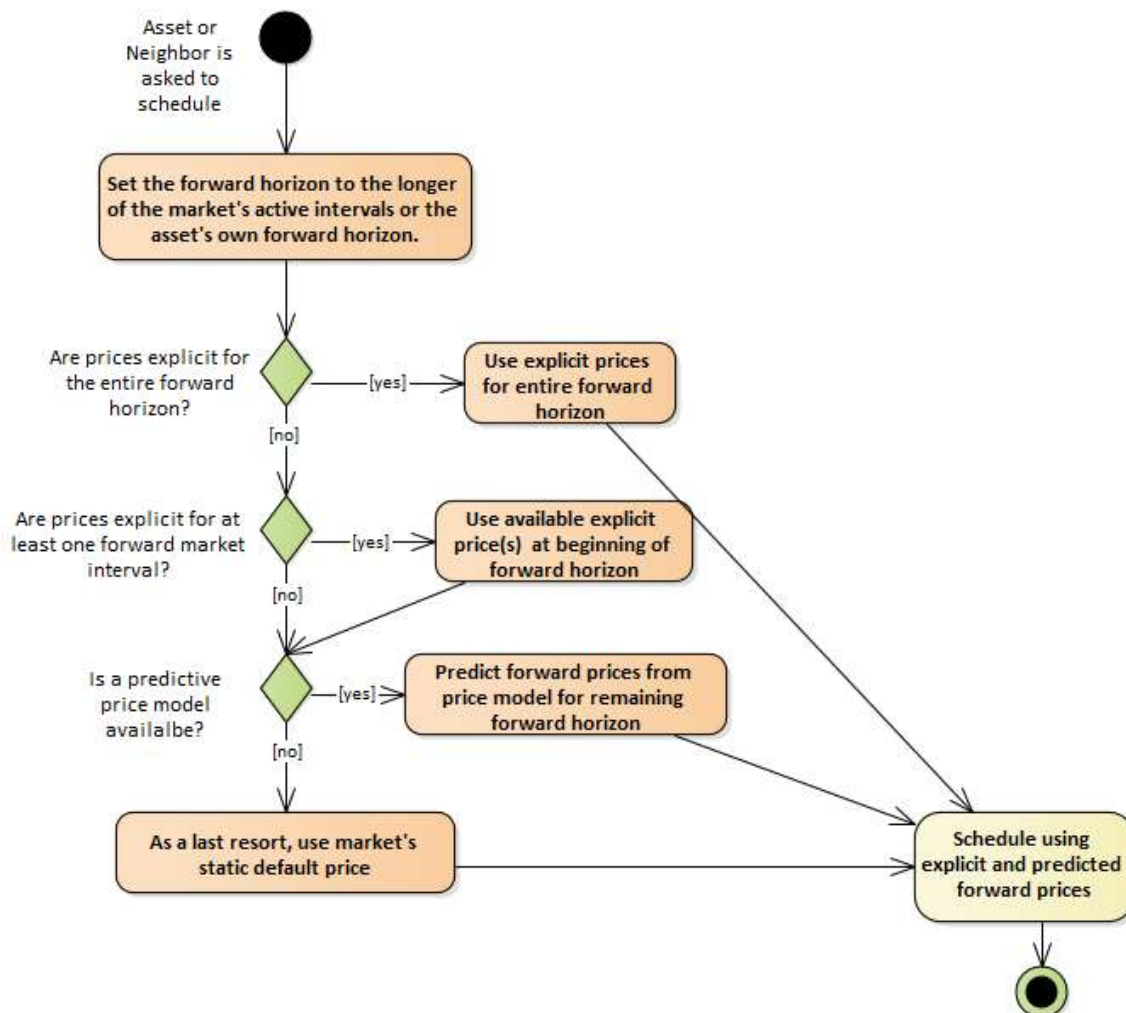 Asset or
Neighbor is
asked to
schedule
Set the forward horizon to the longer
of the market's active intervals or the
asset's own forward horizon.
Are prices explicit for
the entire forward
horizon?
[yes]
Use explicit prices
for entire forward
horizon
[no]
Are prices explicit for at
least one forward market
interval?
[yes]
Use available explicit
price(s) at beginning of
forward horizon
[no]
Is a predictive
price model
availalbe?
[yes]
Predict forward prices from
price model for remaining
forward horizon
[no]
As a last resort, use market's
static default price
Schedule using
explicit and predicted
forward prices